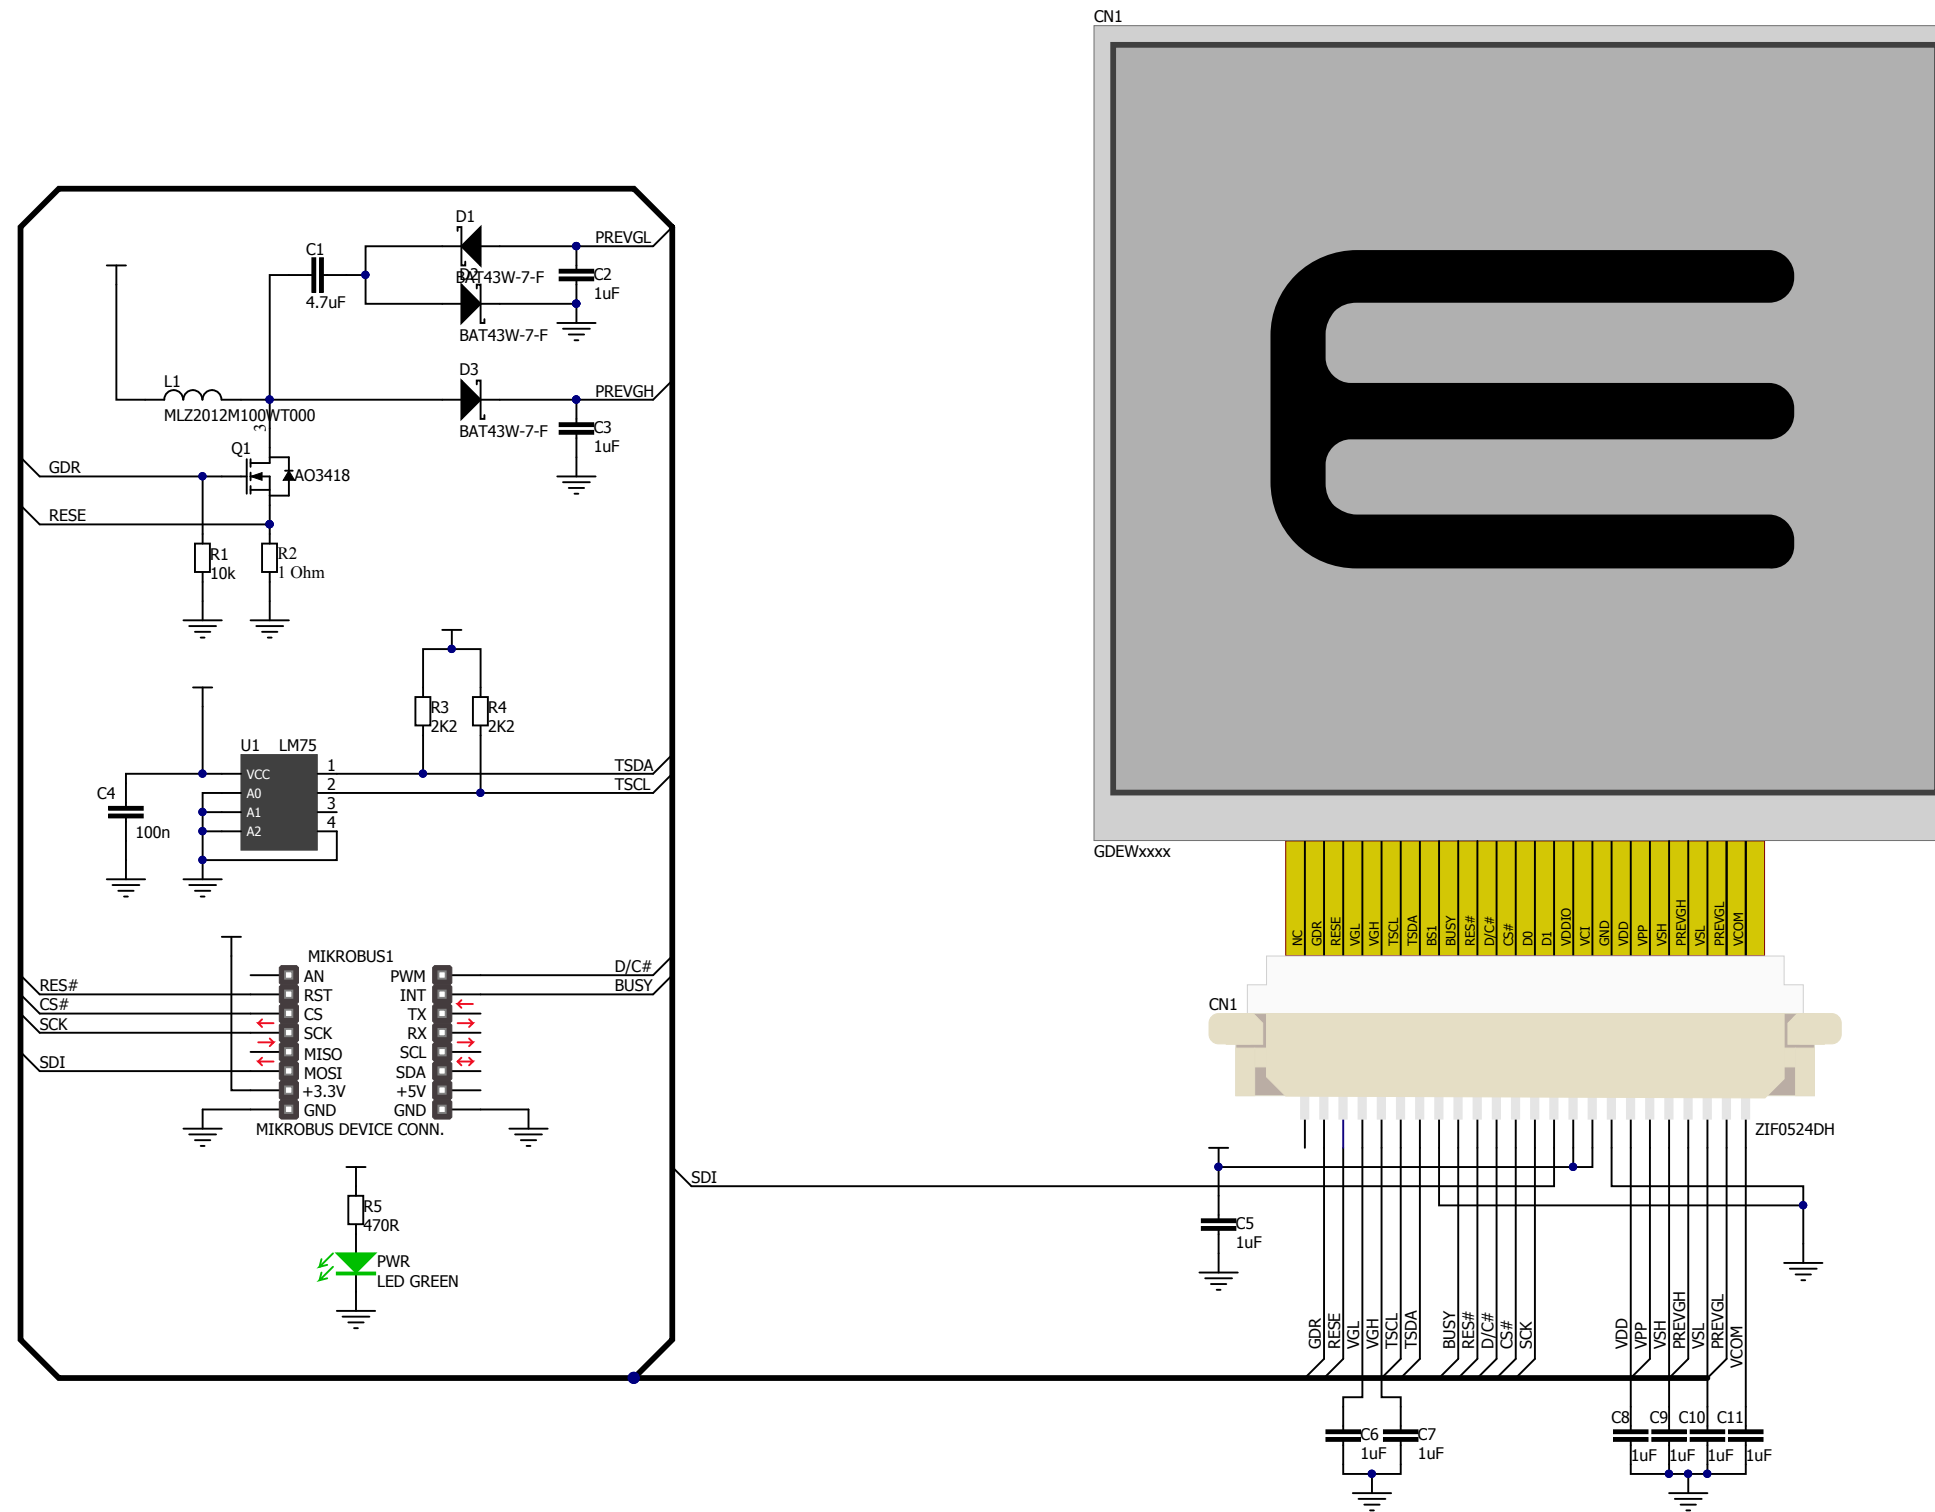 CN1
D1
PREVGL
C1
D2
BAT43W-7-F
C2
1uF
4.7uF
BAT43W-7-F
D3
L1
PREVGH
MLZ2012M100WT000
3
BAT43W-7-F
C3
1uF
Q1
GDR
AO3418
RESE
R1
10k
R2
1 Ohm
R3
2K2
R4
2K2
U1 LM75
VCC
A0
A1
A2
1
2
3
4
TSDA
TSCL
C4
100n
GDEWxxxx
NC
GDR
RESE
VGL
VGH
TSCL
TSDA
BS1
BUSY
RES#
D/C#
CS#
D0
D1
VDDIO
VCI
GND
VDD
VPP
VSH
PREVGH
VSL
PREVGL
VCOM
MIKROBUS1
AN
RST
CS
SCK
MISO
MOSI
+3.3V
GND
PWM
INT
TX
RX
SCL
SDA
+5V
GND
MIKROBUS DEVICE CONN.
RES#
CS#
SCK
SDI
D/C#
BUSY
CN1
ZIF0524DH
SDI
R5
470R
PWR
LED GREEN
C5
1uF
GDR
RESE
VGL
VGH
TSCL
TSDA
BUSY
RES#
D/C#
CS#
SCK
VDD
VPP
VSH
PREVGH
VSL
PREVGL
VCOM
C6
1uF
C7
1uF
C8
1uF
C9
1uF
C10
1uF
C11
1uF